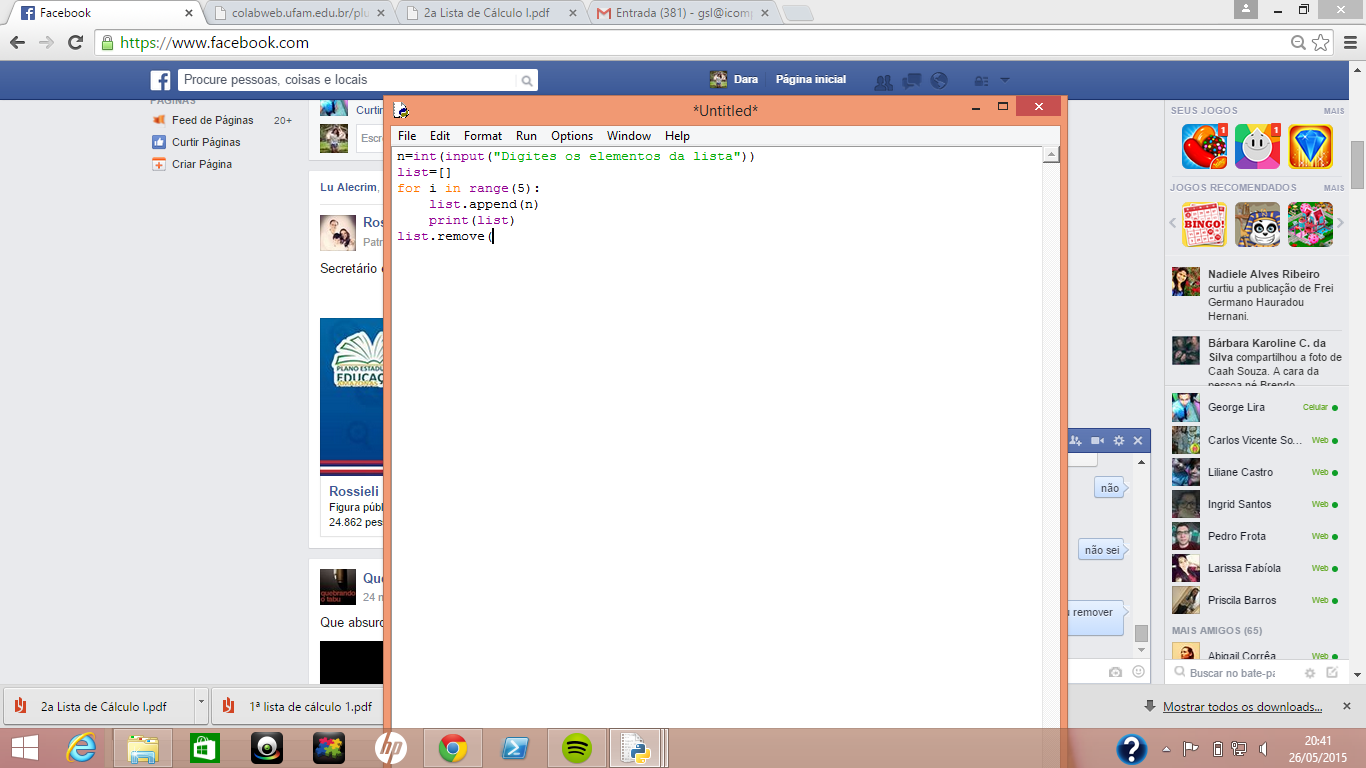 Facebook
colabweb.ufam.edu.br/plu
2a Lista de Cálculo I.pdf
Entrada (381) - gsl@icomp
https://www.facebook.com
Procure pessoas, coisas e locais
Dara
Página inicial
PÁGINAS
Feed de Páginas
20+
Curtir Páginas
Criar Página
Curtir
Escre
Lu Alecrim,
Ros
Patr
Secretário
PLANO ESTAD
EDUCAÇ
AMAZONAS
Rossieli
Figura públ
24.862 pes
Que
24 m
quebrando
o tabu
Que absurd
*Untitled*
File Edit Format Run Options Window Help
n=int(input("Digites os elementos da lista"))
list=[]
for i in range(5):
    list.append(n)
    print(list)
list.remove(
SEUS JOGOS
MAIS
1
1
JOGOS RECOMENDADOS
MAIS
BINGO!
Nadiele Alves Ribeiro
curtiu a publicação de Frei
Germano Hauradou
Hernani.
Bárbara Karoline C. da
Silva compartilhou a foto de
Caah Souza. A cara da
pessoa né Brendo
George Lira
Celular
Carlos Vicente So...
Web
Liliane Castro
Web
Ingrid Santos
Web
Pedro Frota
Web
Larissa Fabíola
Web
Priscila Barros
Web
MAIS AMIGOS (65)
Abigail Corrêa
Web
Buscar no bate-pa
não
não sei
u remover
2a Lista de Cálculo I.pdf
1ª lista de cálculo 1.pdf
Mostrar todos os downloads...
hp
20:41
26/05/2015